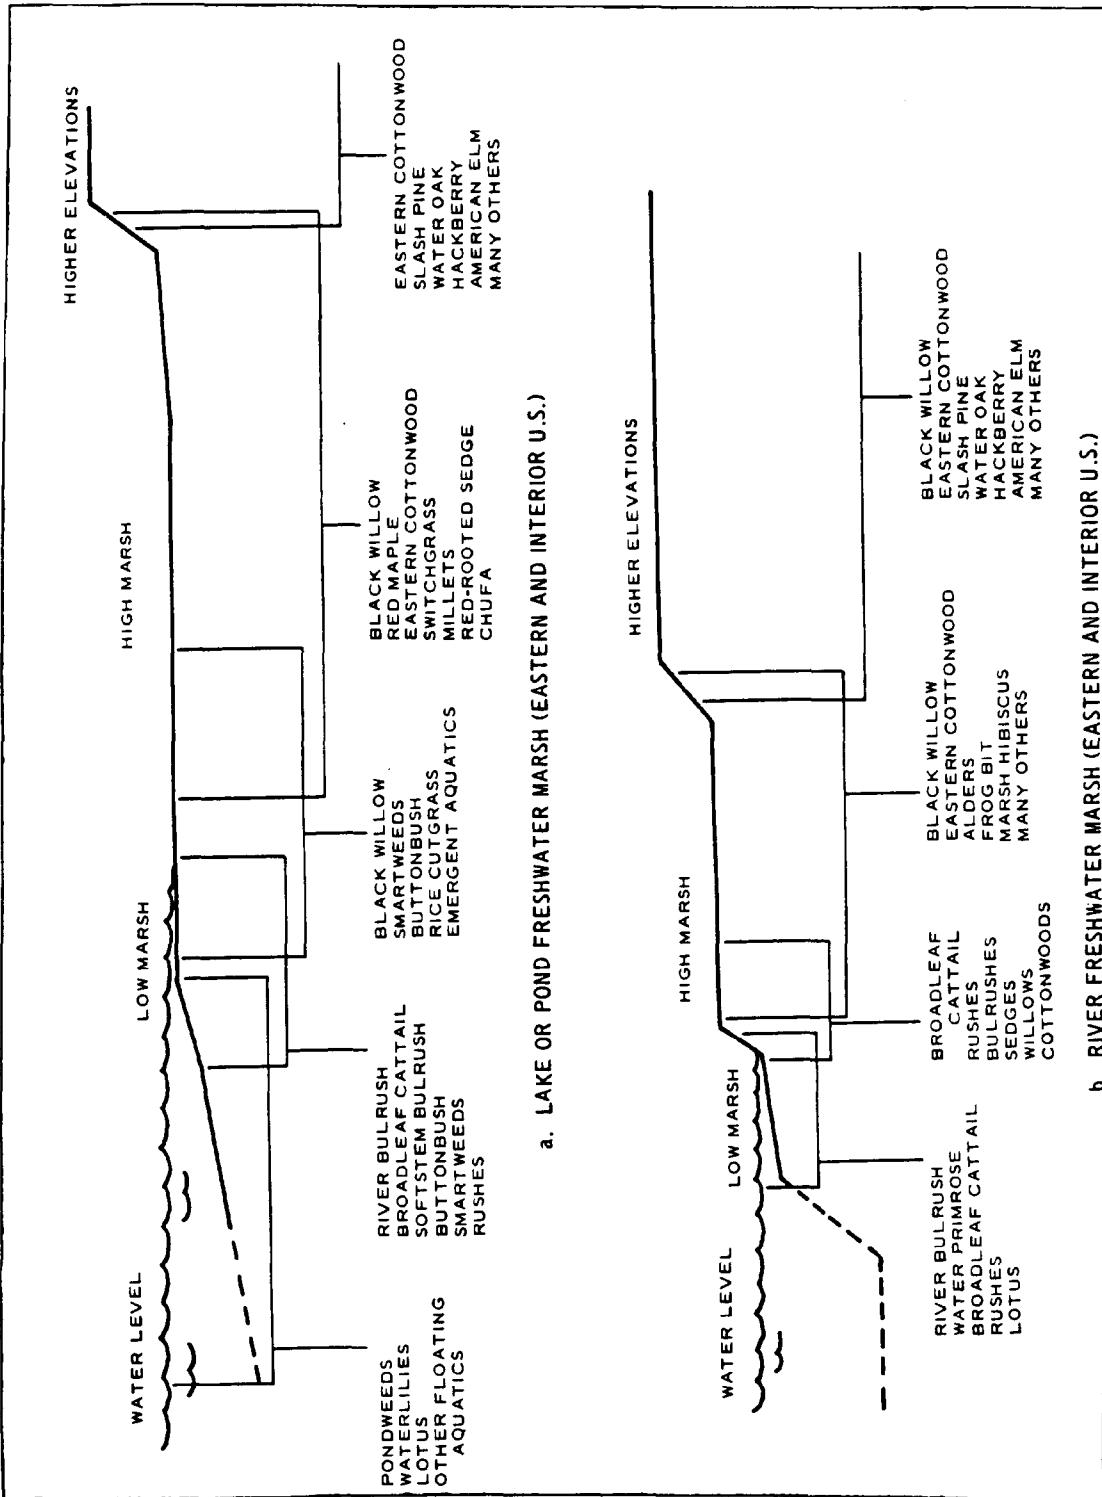 WATER LEVEL
LOW MARSH
HIGH MARSH
HIGHER ELEVATIONS
PONDWEEDS
WATERLILIES
LOTUS
OTHER FLOATING
AQUATICS
RIVER BULRUSH
BROADLEAF CATTAIL
SOFTSTEM BULRUSH
BUTTONBUSH
SMARTWEEDS
RUSHES
BLACK WILLOW
SMARTWEEDS
BUTTONBUSH
RICE CUTGRASS
EMERGENT AQUATICS
BLACK WILLOW
RED MAPLE
EASTERN COTTONWOOD
SWITCHGRASS
MILLETS
RED-ROOTED SEDGE
CHUFA
EASTERN COTTONWOOD
SLASH PINE
WATER OAK
HACKBERRY
AMERICAN ELM
MANY OTHERS
a. LAKE OR POND FRESHWATER MARSH (EASTERN AND INTERIOR U.S.)
WATER LEVEL
LOW MARSH
HIGH MARSH
HIGHER ELEVATIONS
RIVER BULRUSH
WATER PRIMROSE
BROADLEAF CATTAIL
RUSHES
LOTUS
BROADLEAF
CATTAIL
RUSHES
BULRUSHES
SEDGES
WILLOWS
COTTONWOODS
BLACK WILLOW
EASTERN COTTONWOOD
ALDERS
FROG BIT
MARSH HIBISCUS
MANY OTHERS
BLACK WILLOW
EASTERN COTTONWOOD
SLASH PINE
WATER OAK
HACKBERRY
AMERICAN ELM
MANY OTHERS
b. RIVER FRESHWATER MARSH (EASTERN AND INTERIOR U.S.)